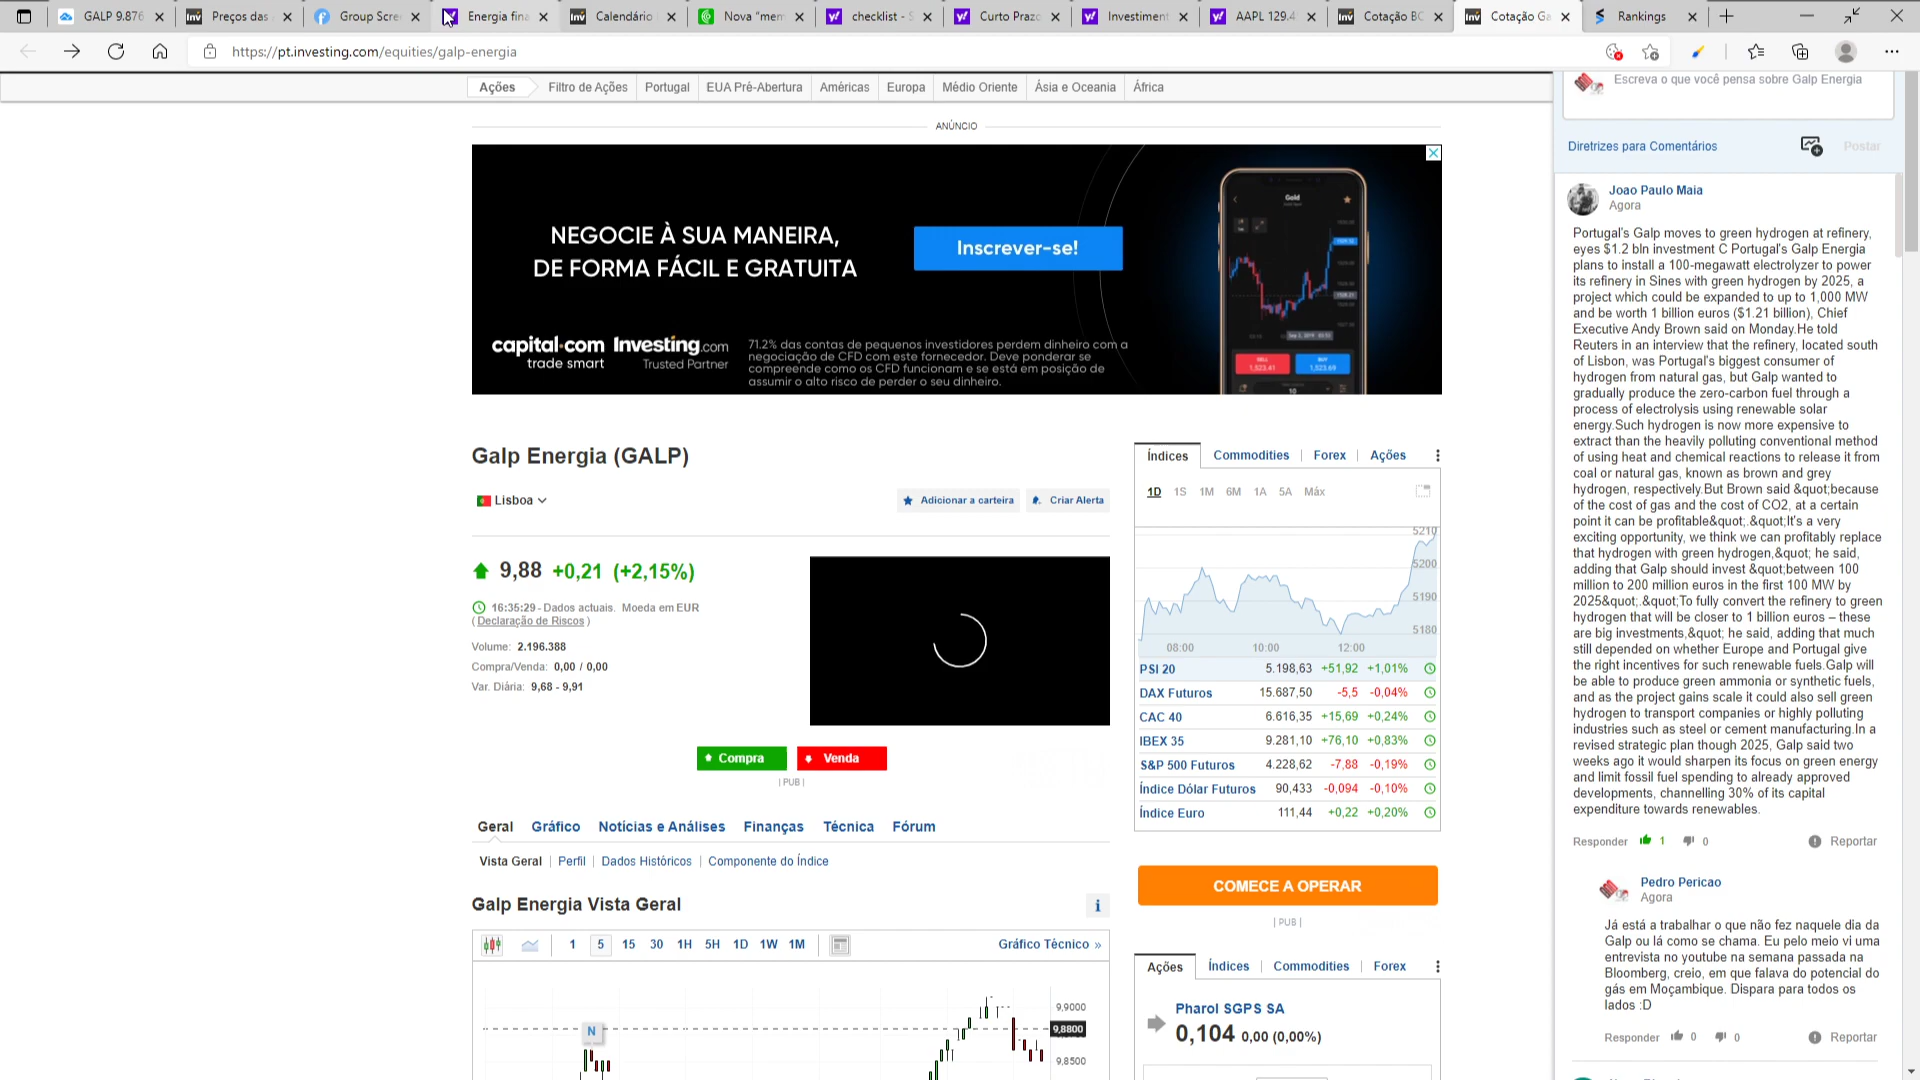 GALP 9.876
Preços das
Group Scre
Energia fina
Calendário
Nova "mem
checklist - S
Curto Prazo
Investiment
AAPL 129.4
Cotação BC
Cotação Ga
Rankings
https://pt.investing.com/equities/galp-energia
Ações
Filtro de Ações
Portugal
EUA Pré-Abertura
Américas
Europa
Médio Oriente
Ásia e Oceania
África
ANÚNCIO
NEGOCIE À SUA MANEIRA,
DE FORMA FÁCIL E GRATUITA
Inscrever-se!
capital.com
trade smart
Investing.com
Trusted Partner
71.2% das contas de pequenos investidores perdem dinheiro com a
negociação de CFD com este fornecedor. Deve ponderar se
compreende como os CFD funcionam e se está em posição de
assumir o alto risco de perder o seu dinheiro.
Gold
SELL
1,523.41
BUY
1,523.69
10
Galp Energia (GALP)
Lisboa
Adicionar a carteira
Criar Alerta
9,88 +0,21 (+2,15%)
16:35:29 - Dados actuais. Moeda em EUR
( Declaração de Riscos )
Volume: 2.196.388
Compra/Venda: 0,00 / 0,00
Var. Diária: 9,68 - 9,91
Compra
Venda
| PUB |
Geral
Gráfico
Notícias e Análises
Finanças
Técnica
Fórum
Vista Geral
Perfil
Dados Históricos
Componente do Índice
Galp Energia Vista Geral
i
1 5 15 30 1H 5H 1D 1W 1M
Gráfico Técnico »
N
9,9000
9,8800
9,8500
Índices
Commodities
Forex
Ações
1D 1S 1M 6M 1A 5A Máx
5210
5200
5190
5180
08:00 10:00 12:00
PSI 20 5.198,63 +51,92 +1,01%
DAX Futuros 15.687,50 -5,5 -0,04%
CAC 40 6.616,35 +15,69 +0,24%
IBEX 35 9.281,10 +76,10 +0,83%
S&P 500 Futuros 4.228,62 -7,88 -0,19%
Índice Dólar Futuros 90,433 -0,094 -0,10%
Índice Euro 111,44 +0,22 +0,20%
COMECE A OPERAR
| PUB |
Ações
Índices
Commodities
Forex
Pharol SGPS SA
0,104 0,00 (0,00%)
Escreva o que você pensa sobre Galp Energia
Diretrizes para Comentários
Postar
Joao Paulo Maia
Agora
Portugal's Galp moves to green hydrogen at refinery,
eyes $1.2 bln investment C Portugal's Galp Energia
plans to install a 100-megawatt electrolyzer to power
its refinery in Sines with green hydrogen by 2025, a
project which could be expanded to up to 1,000 MW
and be worth 1 billion euros ($1.21 billion), Chief
Executive Andy Brown said on Monday.He told
Reuters in an interview that the refinery, located south
of Lisbon, was Portugal's biggest consumer of
hydrogen from natural gas, but Galp wanted to
gradually produce the zero-carbon fuel through a
process of electrolysis using renewable solar
energy.Such hydrogen is now more expensive to
extract than the heavily polluting conventional method
of using heat and chemical reactions to release it from
coal or natural gas, known as brown and grey
hydrogen, respectively.But Brown said &quot;because
of the cost of gas and the cost of CO2, at a certain
point it can be profitable&quot;.&quot;It's a very
exciting opportunity, we think we can profitably replace
that hydrogen with green hydrogen,&quot; he said,
adding that Galp should invest &quot;between 100
million to 200 million euros in the first 100 MW by
2025&quot;.&quot;To fully convert the refinery to green
hydrogen that will be closer to 1 billion euros – these
are big investments,&quot; he said, adding that much
still depended on whether Europe and Portugal give
the right incentives for such renewable fuels.Galp will
be able to produce green ammonia or synthetic fuels,
and as the project gains scale it could also sell green
hydrogen to transport companies or highly polluting
industries such as steel or cement manufacturing.In a
revised strategic plan though 2025, Galp said two
weeks ago it would sharpen its focus on green energy
and limit fossil fuel spending to already approved
developments, channelling 30% of its capital
expenditure towards renewables.
Responder 1 0 Reportar
Pedro Pericao
Agora
Já está a trabalhar o que não fez naquele dia da
Galp ou lá como se chama. Eu pelo meio vi uma
entrevista no youtube na semana passada na
Bloomberg, creio, em que falava do potencial do
gás em Moçambique. Dispara para todos os
lados :D
Responder 0 0 Reportar